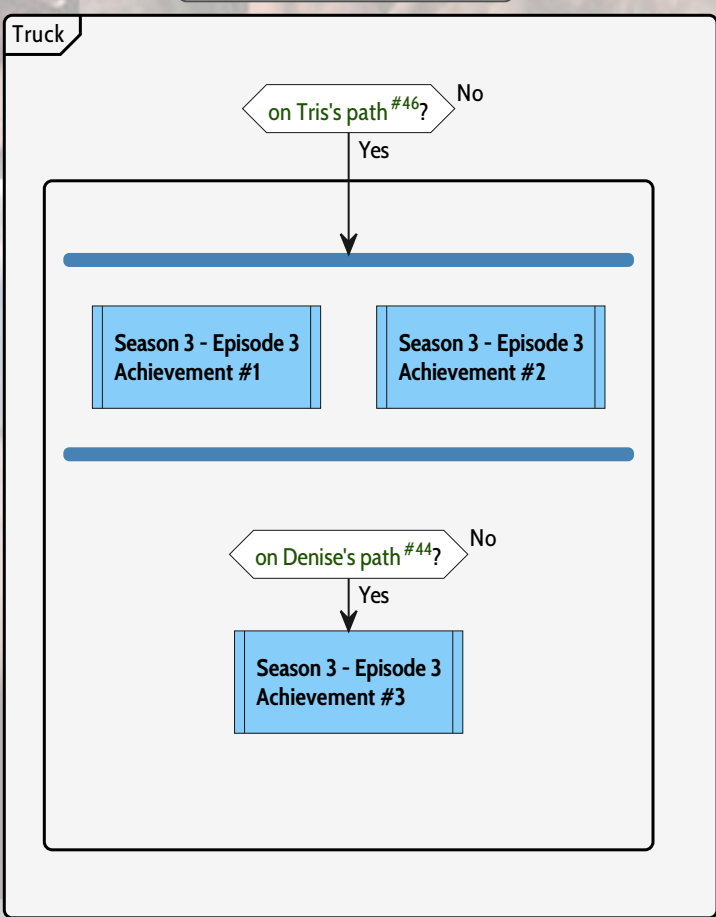 Truck
on Tris's path #46?
No
Yes
Season 3 - Episode 3
Achievement #1
Season 3 - Episode 3
Achievement #2
on Denise's path #44?
No
Yes
Season 3 - Episode 3
Achievement #3